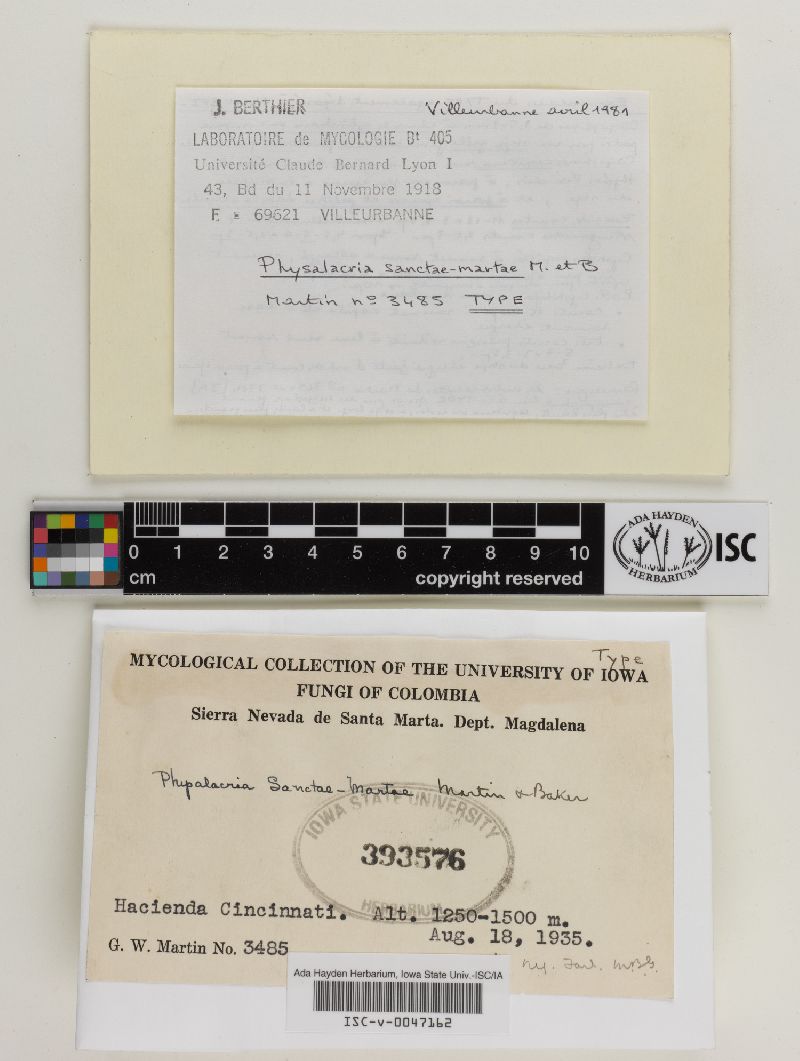 J. BERTHIER
Villeurbanne avril 1981
LABORATOIRE de MYCOLOGIE Bt 405
Université Claude Bernard Lyon I
43, Bd du 11 Novembre 1918
F - 69621 VILLEURBANNE
Physalacria sanctae-martae M. et B
Martin nº 3485 TYPE
0 1 2 3 4 5 6 7 8 9 10
cm
copyright reserved
ADA HAYDEN
HERBARIUM
ISC
Type
MYCOLOGICAL COLLECTION OF THE UNIVERSITY OF IOWA
FUNGI OF COLOMBIA
Sierra Nevada de Santa Marta. Dept. Magdalena
Physalacria Sanctae-Martae Martin & Baker
IOWA STATE UNIVERSITY
393576
HERBARIUM
Hacienda Cincinnati. Alt. 1250-1500 m.
Aug. 18, 1935.
G. W. Martin No. 3485
Ny. Farl.
Ada Hayden Herbarium, Iowa State Univ.-ISC/IA
ISC-v-0047162